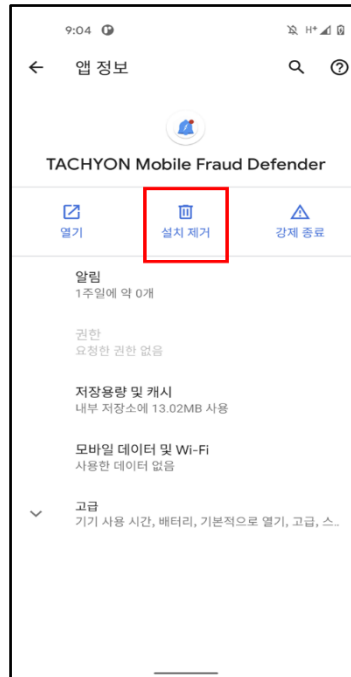 9:04 H+
앱 정보
TACHYON Mobile Fraud Defender
열기 설치 제거 강제 종료
알림
1주일에 약 0개
권한
요청한 권한 없음
저장용량 및 캐시
내부 저장소에 13.02MB 사용
모바일 데이터 및 Wi-Fi
사용한 데이터 없음
고급
기기 사용 시간, 배터리, 기본적으로 열기, 고급, 스..